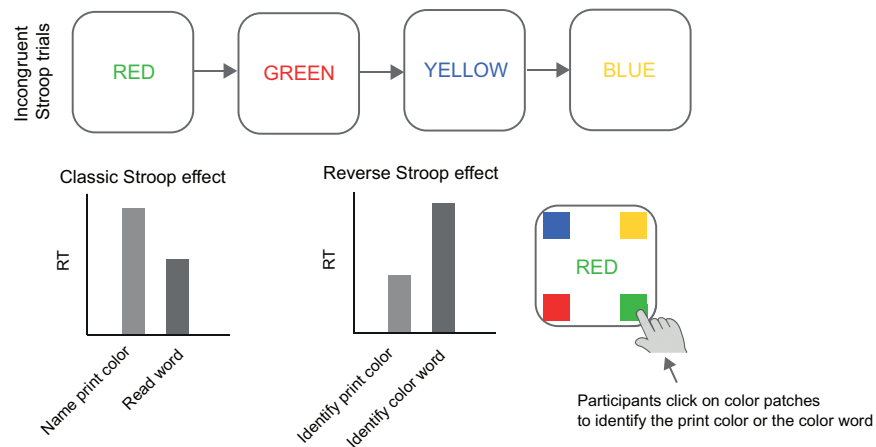 Incongruent
Stroop trials
RED
GREEN
YELLOW
BLUE
Classic Stroop effect
RT
Name print color
Read word
Reverse Stroop effect
RT
Identify print color
Identify color word
RED
Participants click on color patches
to identify the print color or the color word